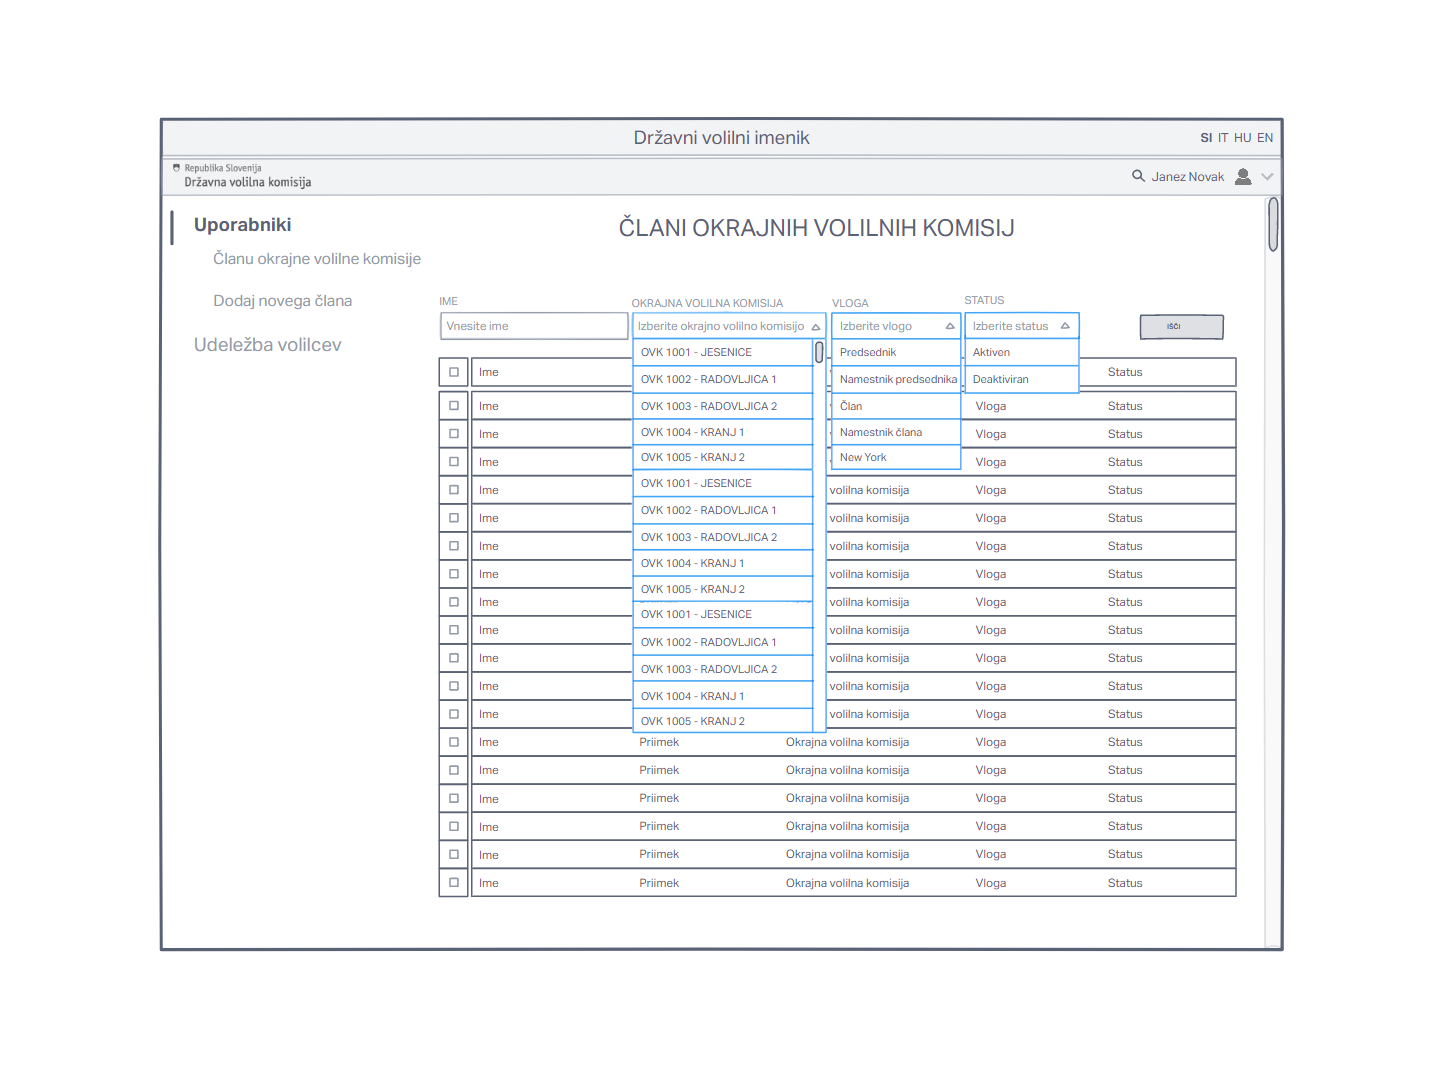 Državni volilni imenik
SI IT HU EN
Republika Slovenija
Državna volilna komisija
Janez Novak
Uporabniki
Članu okrajne volilne komisije
Dodaj novega člana
Udeležba volilcev
ČLANI OKRAJNIH VOLILNIH KOMISIJ
IME OKRAJNA VOLILNA KOMISIJA VLOGA STATUS
Vnesite ime Izberite okrajno volilno komisijo Izberite vlogo Izberite status IŠČI
OVK 1001 - JESENICE Predsednik Aktiven
Ime Status
OVK 1002 - RADOVLJICA 1 Namestnik predsednika Deaktiviran
Ime OVK 1003 - RADOVLJICA 2 Član Vloga Status
Ime OVK 1004 - KRANJ 1 Namestnik člana Vloga Status
Ime OVK 1005 - KRANJ 2 New York Vloga Status
OVK 1001 - JESENICE
Ime volilna komisija Vloga Status
OVK 1002 - RADOVLJICA 1
Ime volilna komisija Vloga Status
OVK 1003 - RADOVLJICA 2
Ime volilna komisija Vloga Status
OVK 1004 - KRANJ 1
Ime volilna komisija Vloga Status
OVK 1005 - KRANJ 2
Ime volilna komisija Vloga Status
OVK 1001 - JESENICE
Ime volilna komisija Vloga Status
OVK 1002 - RADOVLJICA 1
Ime volilna komisija Vloga Status
OVK 1003 - RADOVLJICA 2
Ime volilna komisija Vloga Status
OVK 1004 - KRANJ 1
Ime volilna komisija Vloga Status
OVK 1005 - KRANJ 2
Ime Priimek Okrajna volilna komisija Vloga Status
Ime Priimek Okrajna volilna komisija Vloga Status
Ime Priimek Okrajna volilna komisija Vloga Status
Ime Priimek Okrajna volilna komisija Vloga Status
Ime Priimek Okrajna volilna komisija Vloga Status
Ime Priimek Okrajna volilna komisija Vloga Status